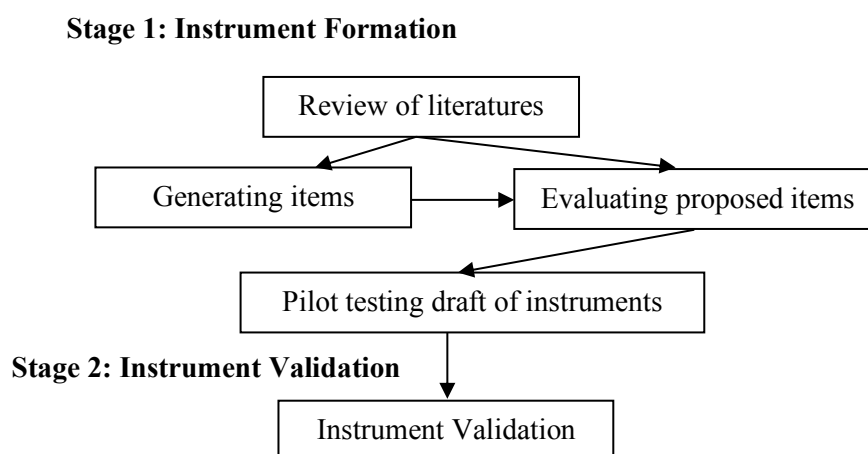 Stage 1: Instrument Formation
Review of literatures
Generating items
Evaluating proposed items
Pilot testing draft of instruments
Stage 2: Instrument Validation
Instrument Validation